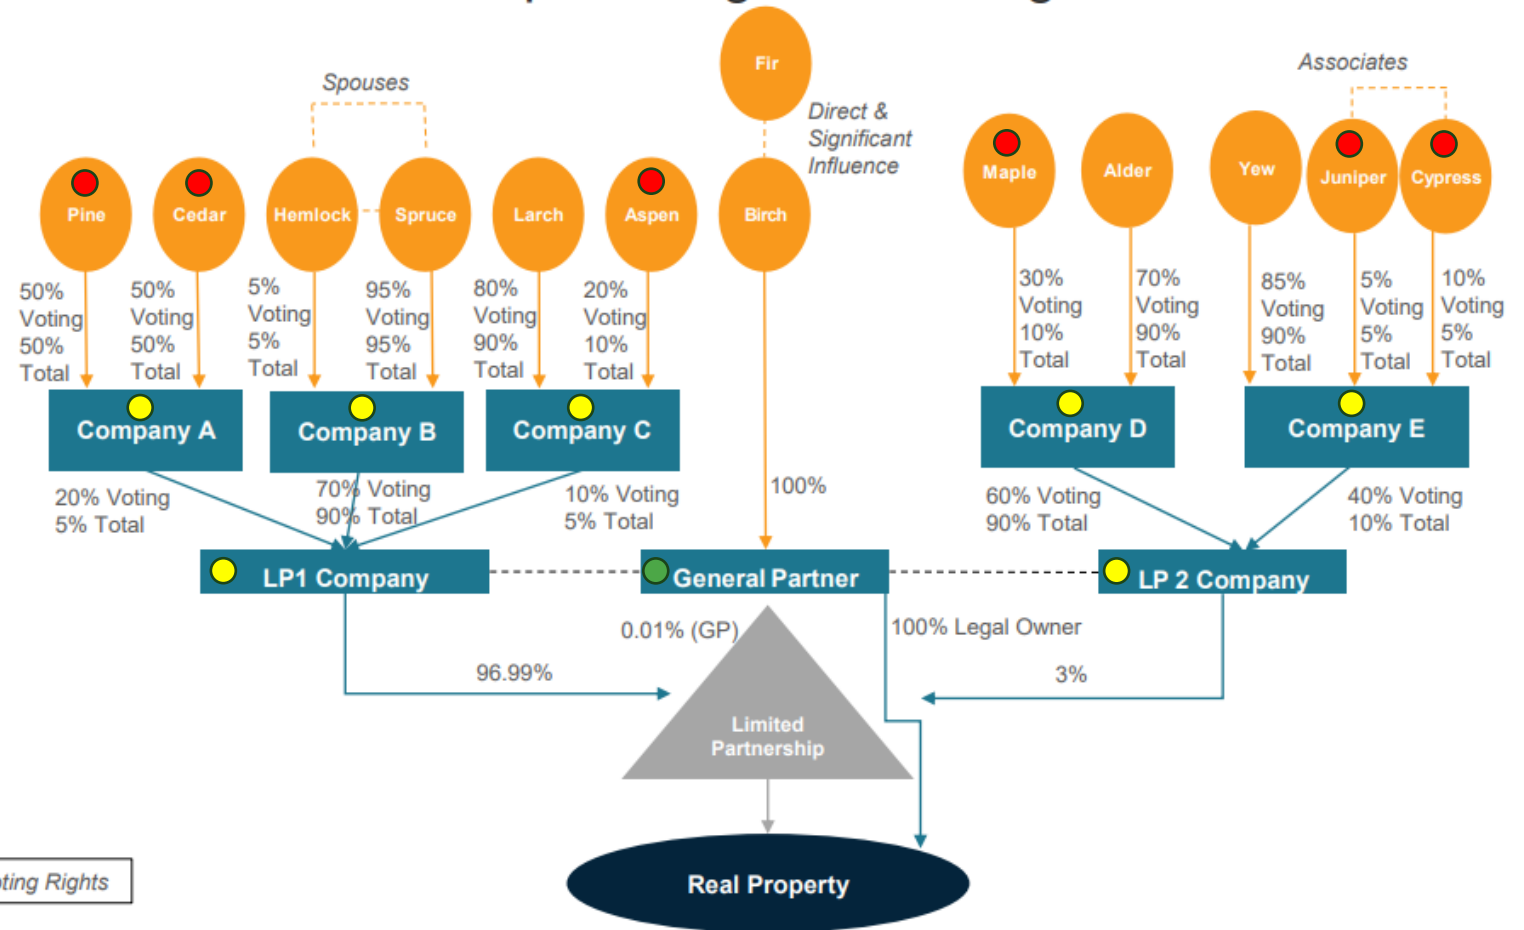 Fir
Spouses
Associates
Direct &
Significant
Influence
Pine
Cedar
Hemlock
Spruce
Larch
Aspen
Birch
Maple
Alder
Yew
Juniper
Cypress
50%
Voting
50%
Total
50%
Voting
50%
Total
5%
Voting
5%
Total
95%
Voting
95%
Total
80%
Voting
90%
Total
20%
Voting
10%
Total
30%
Voting
10%
Total
70%
Voting
90%
Total
85%
Voting
90%
Total
5%
Voting
5%
Total
10%
Voting
5%
Total
Company A
Company B
Company C
Company D
Company E
20% Voting
5% Total
70% Voting
90% Total
10% Voting
5% Total
100%
60% Voting
90% Total
40% Voting
10% Total
LP1 Company
General Partner
LP 2 Company
0.01% (GP)
100% Legal Owner
96.99%
3%
Limited
Partnership
Real Property
ting Rights